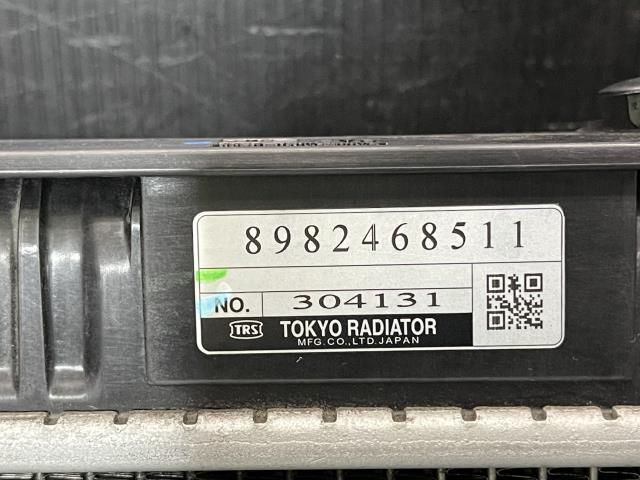 8982468511
NO. 304131
TRS TOKYO RADIATOR
MFG.CO.,LTD.JAPAN